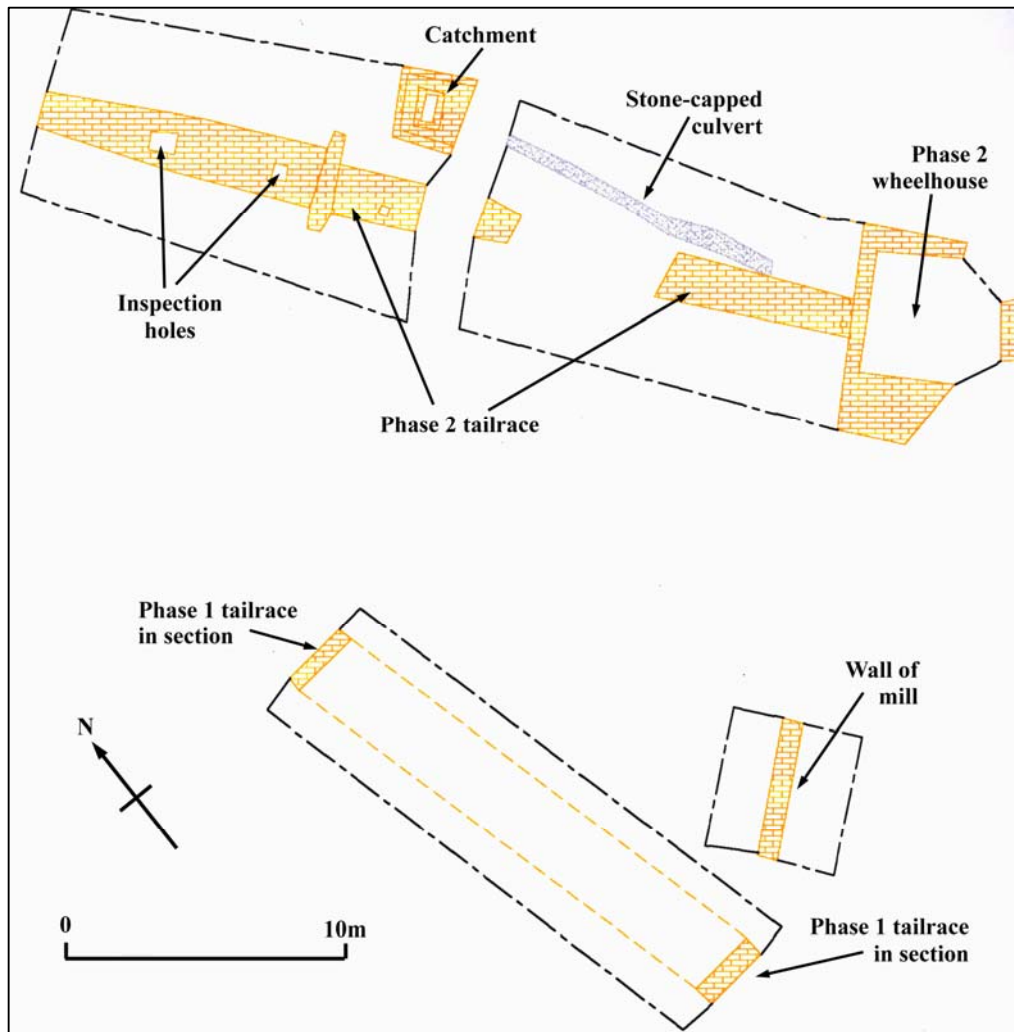 Catchment
Stone-capped
culvert
Phase 2
wheelhouse
Inspection
holes
Phase 2 tailrace
Phase 1 tailrace
in section
Wall of
mill
N
0
10m
Phase 1 tailrace
in section